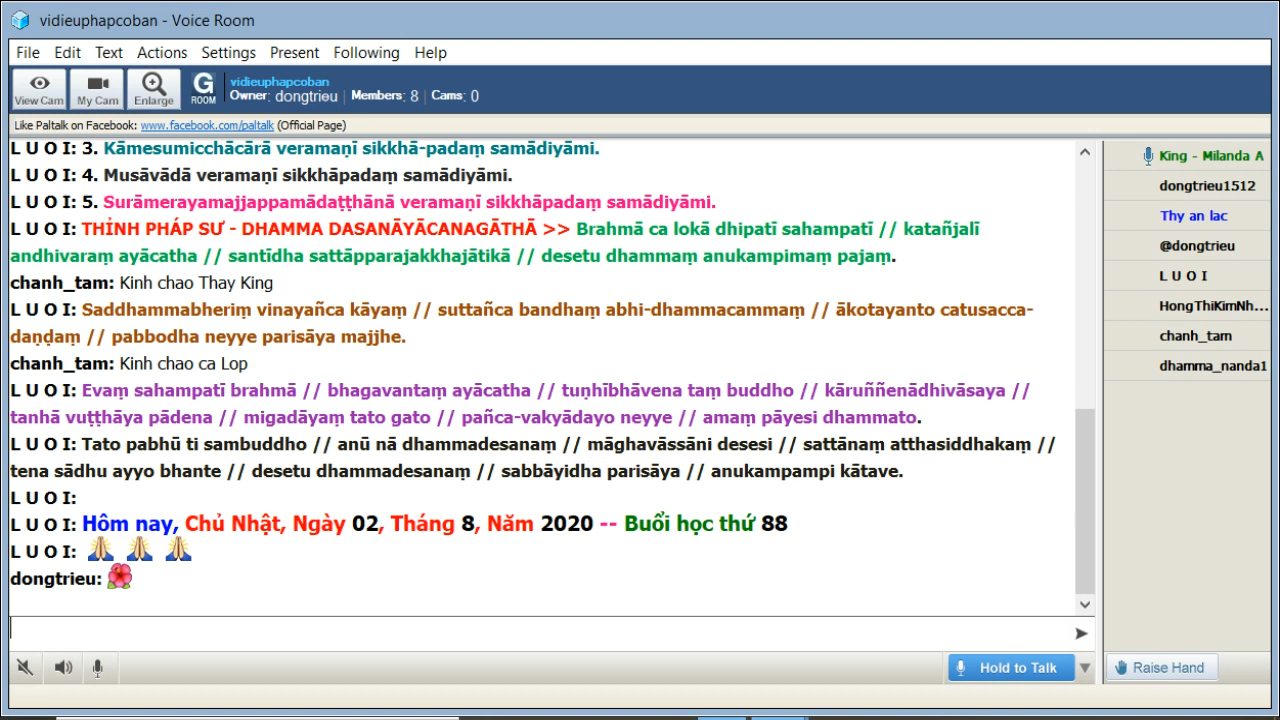 vidieuphapcoban - Voice Room
File Edit Text Actions Settings Present Following Help
View Cam My Cam Enlarge G ROOM
vidieuphapcoban
Owner: dongtrieu | Members: 8 | Cams: 0
Like Paltalk on Facebook: www.facebook.com/paltalk (Official Page)
L U O I: 3. Kāmesumicchācārā veramaṇī sikkhā-padaṃ samādiyāmi.
L U O I: 4. Musāvādā veramaṇī sikkhāpadaṃ samādiyāmi.
L U O I: 5. Surāmerayamajjappamādaṭṭhānā veramaṇī sikkhāpadaṃ samādiyāmi.
L U O I: THỈNH PHÁP SƯ - DHAMMA DASANĀYĀCANAGĀTHĀ >> Brahmā ca lokā dhipatī sahampatī // katañjalī
andhivaraṃ ayācatha // santīdha sattāpparajakkhajātikā // desetu dhammaṃ anukampimaṃ pajaṃ.
chanh_tam: Kinh chao Thay King
L U O I: Saddhammabheriṃ vinayañca kāyaṃ // suttañca bandhaṃ abhi-dhammacammaṃ // ākotayanto catusacca-
daṇḍaṃ // pabbodha neyye parisāya majjhe.
chanh_tam: Kinh chao ca Lop
L U O I: Evaṃ sahampatī brahmā // bhagavantaṃ ayācatha // tuṇhībhāvena taṃ buddho // kāruññenādhivāsaya //
tanhā vuṭṭhāya pādena // migadāyaṃ tato gato // pañca-vakyādayo neyye // amaṃ pāyesi dhammato.
L U O I: Tato pabhū ti sambuddho // anū nā dhammadesanaṃ // māghavāssāni desesi // sattānaṃ atthasiddhakaṃ //
tena sādhu ayyo bhante // desetu dhammadesanaṃ // sabbāyidha parisāya // anukampampi kātave.
L U O I:
L U O I: Hôm nay, Chủ Nhật, Ngày 02, Tháng 8, Năm 2020 -- Buổi học thứ 88
L U O I: 🙏 🙏 🙏
dongtrieu: 🌺
Hold to Talk
King - Milanda A
dongtrieu1512
Thy an lac
@dongtrieu
L U O I
HongThiKimNh...
chanh_tam
dhamma_nanda1
Raise Hand